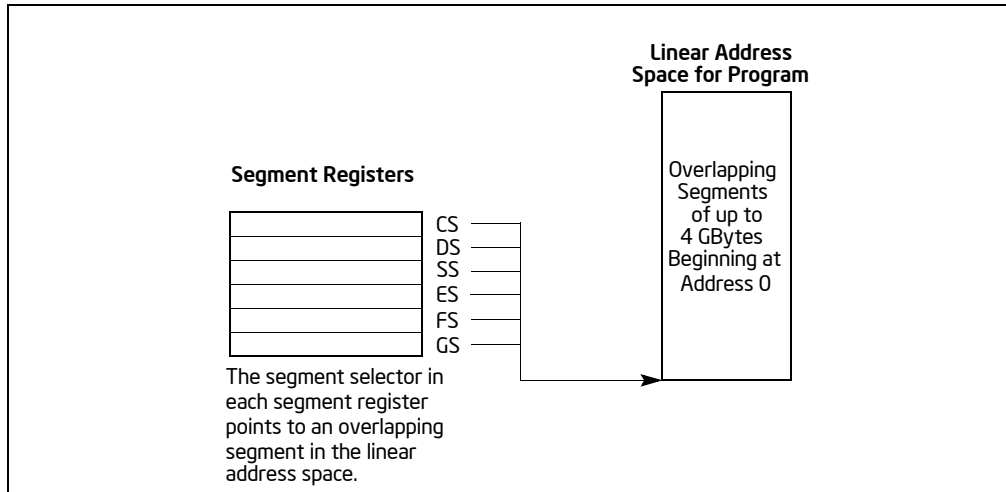 Linear Address
Space for Program
Overlapping
Segments
of up to
4 GBytes
Beginning at
Address 0
Segment Registers
CS
DS
SS
ES
FS
GS
The segment selector in
each segment register
points to an overlapping
segment in the linear
address space.